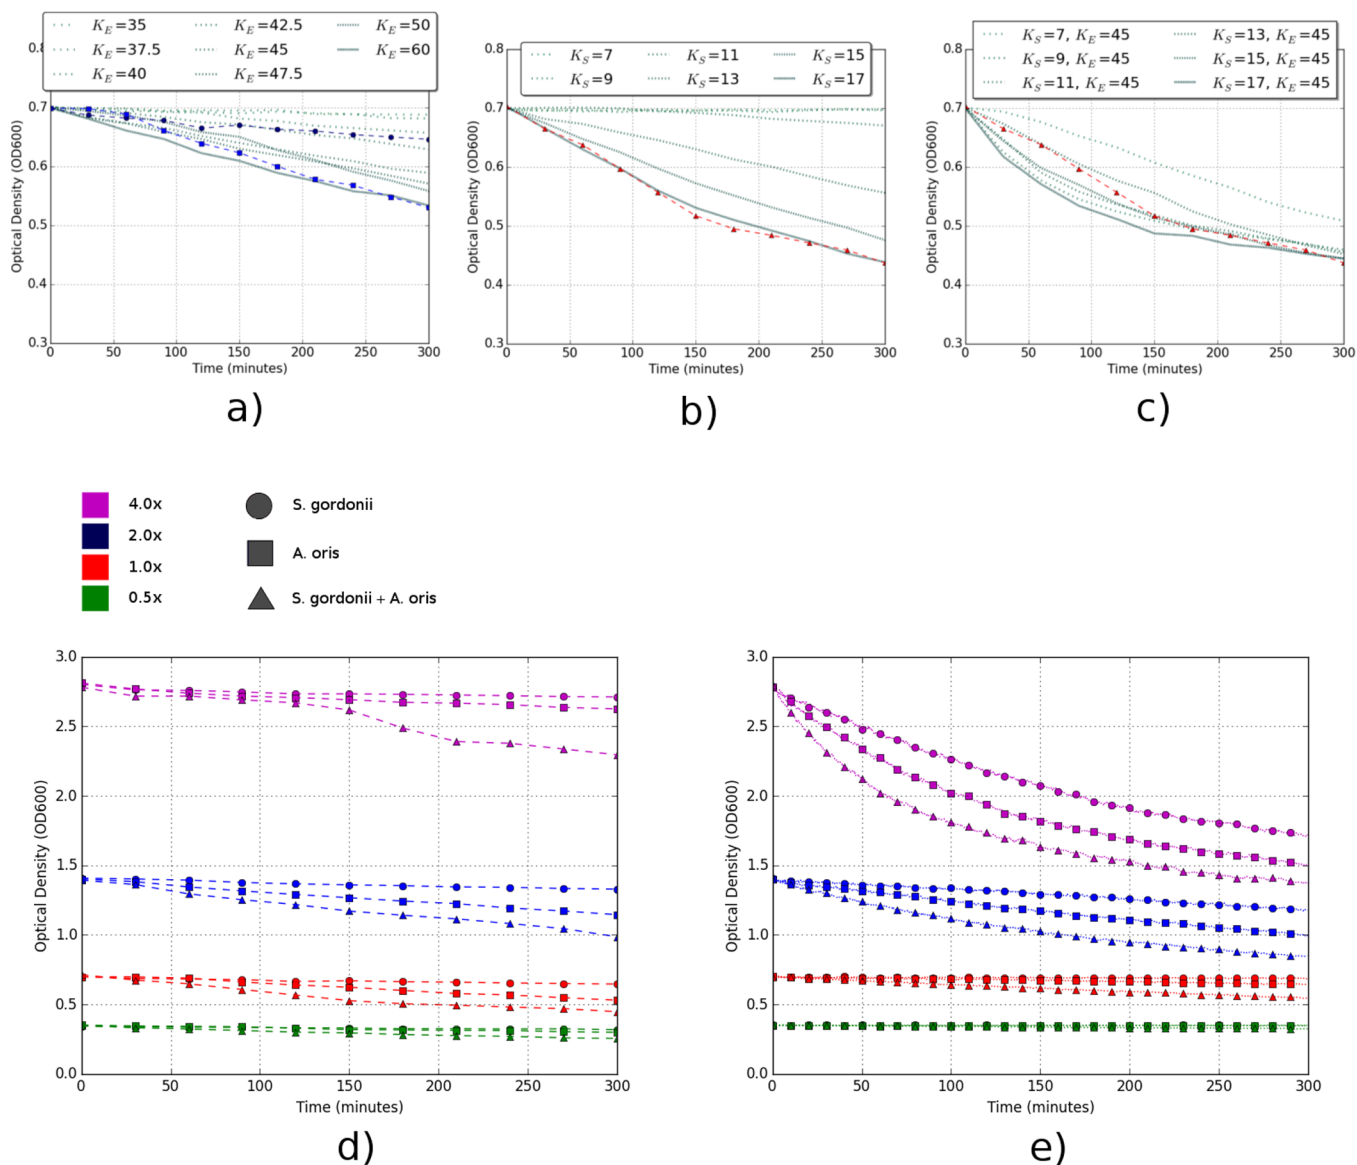 K_E=35 K_E=42.5 K_E=50
K_E=37.5 K_E=45 K_E=60
K_E=40 K_E=47.5
0.8
0.7
0.6
0.5
0.4
0.3
Optical Density (OD600)
0 50 100 150 200 250 300
Time (minutes)
a)
K_S=7 K_S=11 K_S=15
K_S=9 K_S=13 K_S=17
0.8
0.7
0.6
0.5
0.4
0.3
Optical Density (OD600)
0 50 100 150 200 250 300
Time (minutes)
b)
K_S=7, K_E=45 K_S=13, K_E=45
K_S=9, K_E=45 K_S=15, K_E=45
K_S=11, K_E=45 K_S=17, K_E=45
0.8
0.7
0.6
0.5
0.4
0.3
Optical Density (OD600)
0 50 100 150 200 250 300
Time (minutes)
c)
4.0x S. gordonii
2.0x
A. oris
1.0x
0.5x S. gordonii + A. oris
3.0
2.5
2.0
1.5
1.0
0.5
0.0
Optical Density (OD600)
0 50 100 150 200 250 300
Time (minutes)
d)
3.0
2.5
2.0
1.5
1.0
0.5
0.0
Optical Density (OD600)
0 50 100 150 200 250 300
Time (minutes)
e)